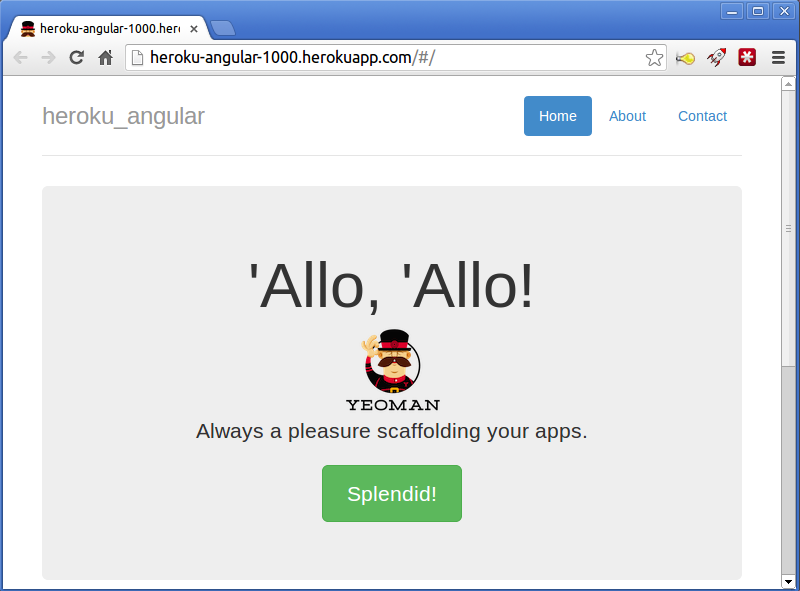 heroku-angular-1000.her
heroku-angular-1000.herokuapp.com/#/
heroku_angular
Home About Contact
'Allo, 'Allo!
YEOMAN
Always a pleasure scaffolding your apps.
Splendid!